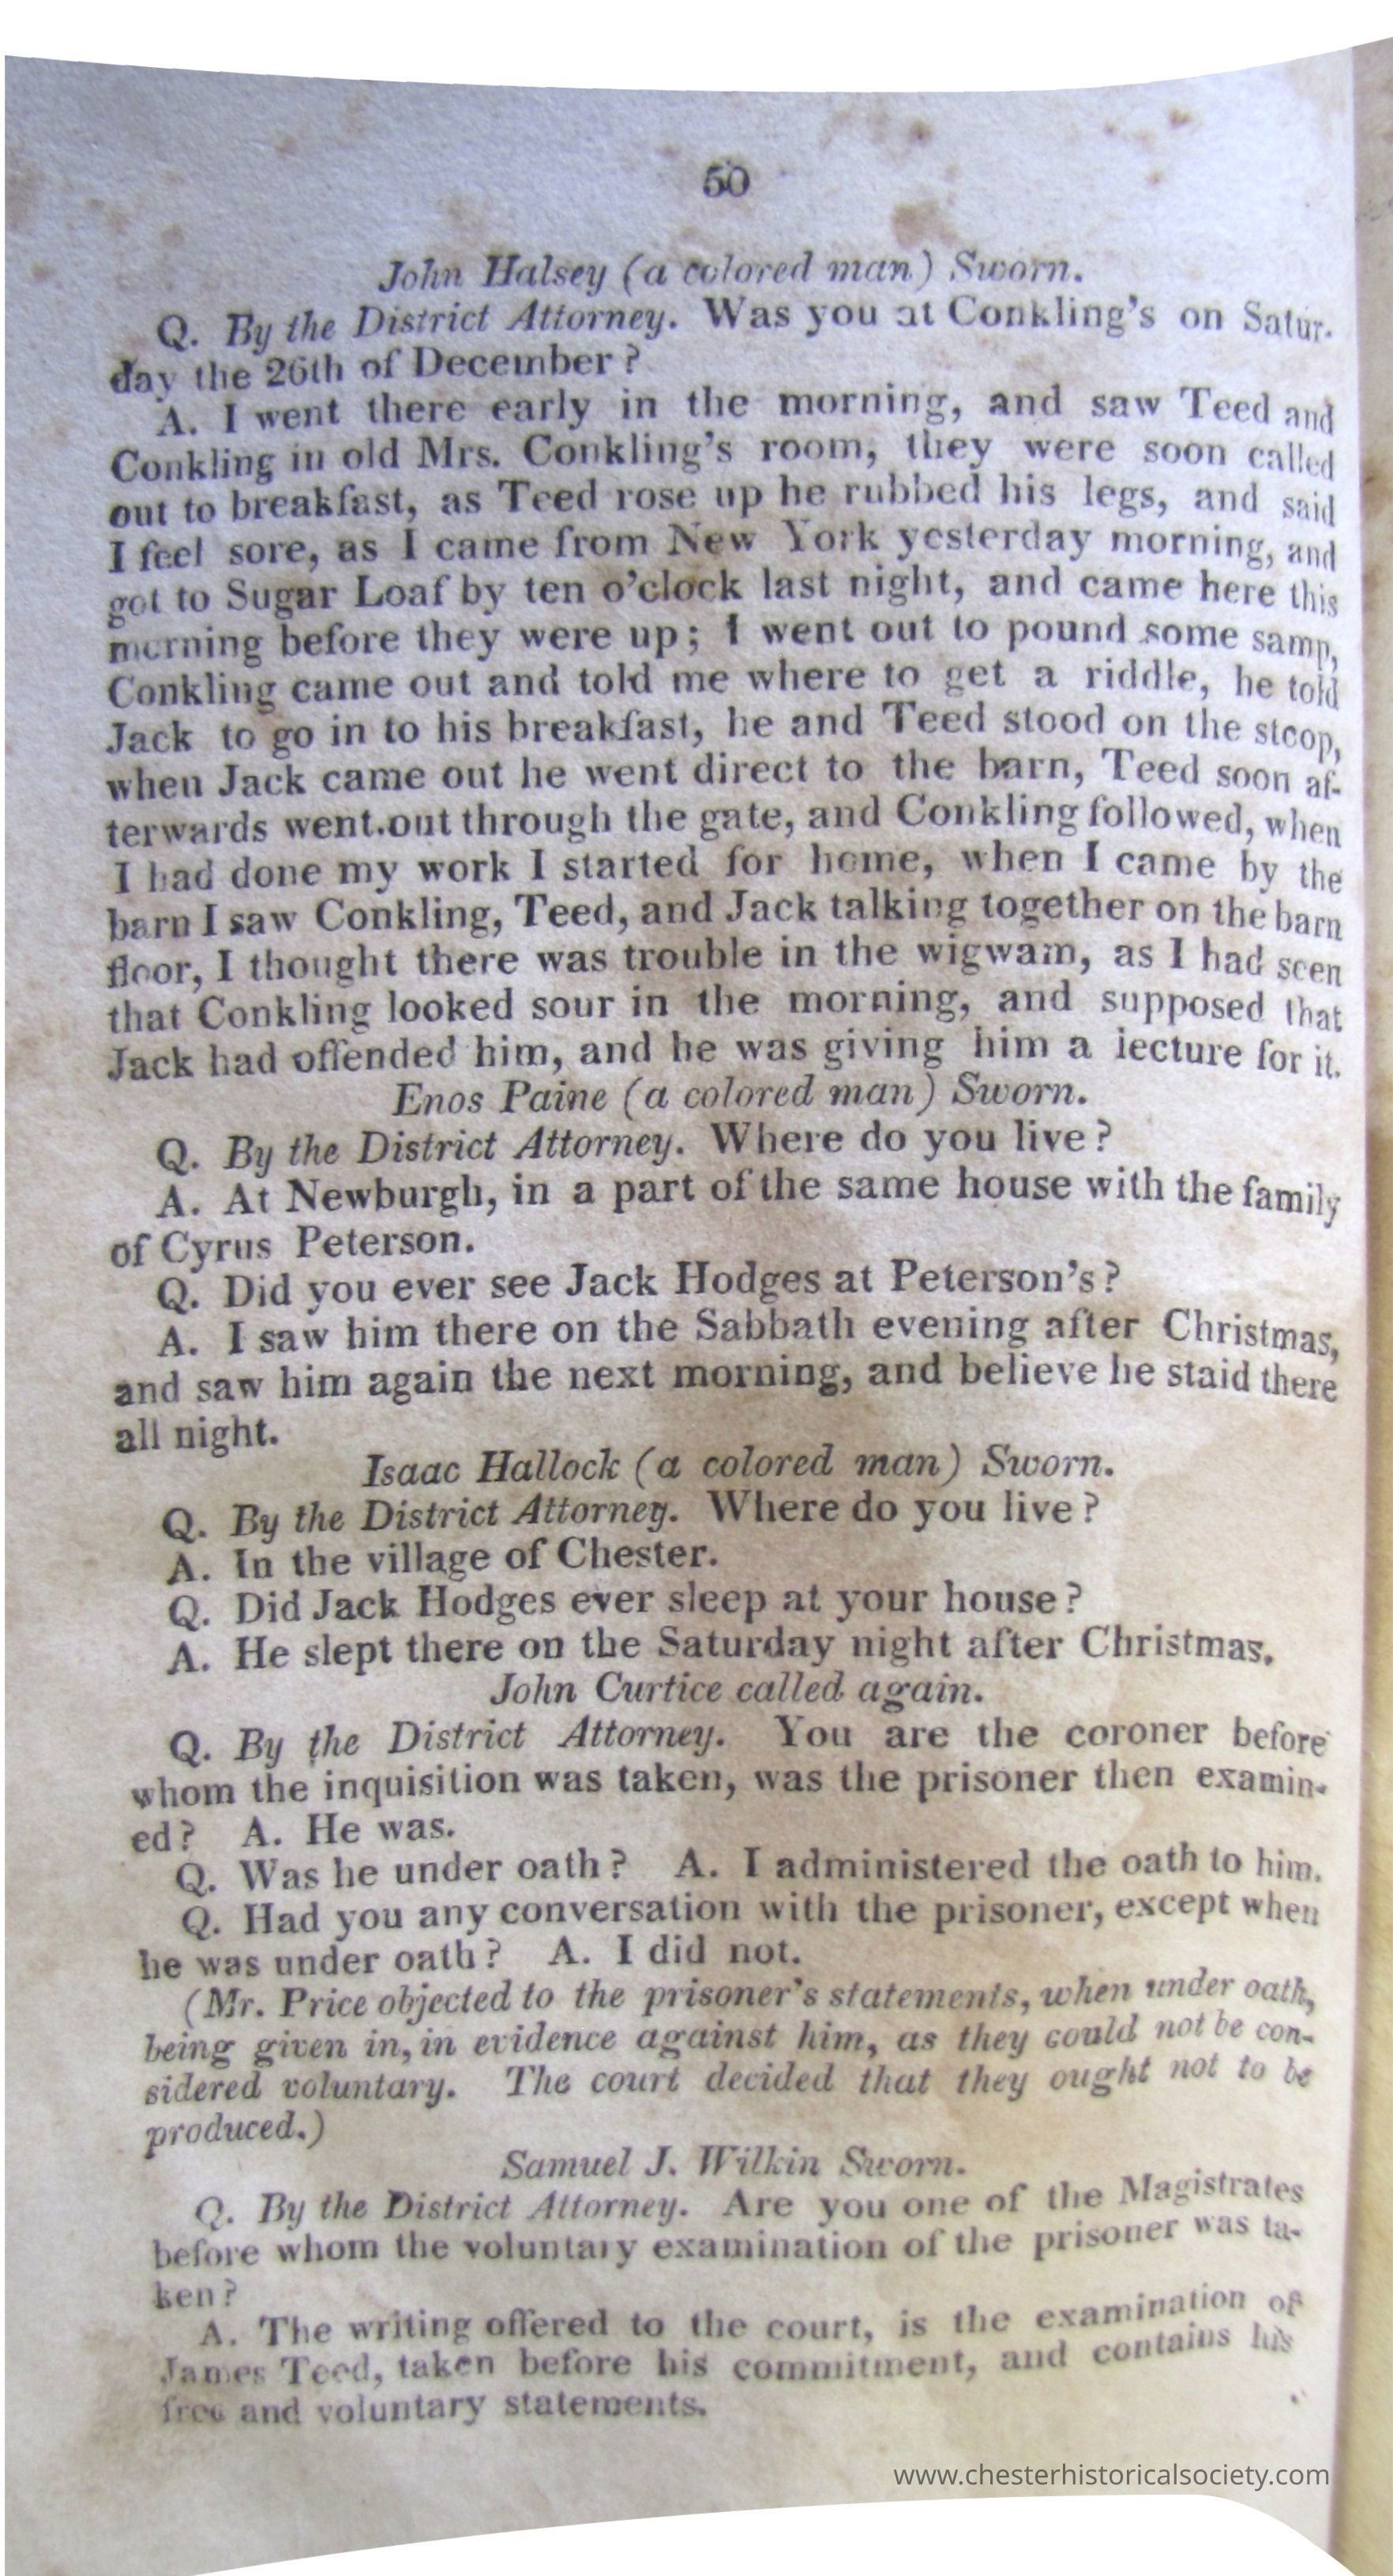 50
John Halsey (a colored man) Sworn.
Q. By the District Attorney. Was you at Conkling's on Satur-
day the 26th of December?
A. I went there early in the morning, and saw Teed and
Conkling in old Mrs. Conkling's room, they were soon called
out to breakfast, as Teed rose up he rubbed his legs, and said
I feel sore, as I came from New York yesterday morning, and
got to Sugar Loaf by ten o'clock last night, and came here this
morning before they were up; I went out to pound some samp,
Conkling came out and told me where to get a riddle, he told
Jack to go in to his breakfast, he and Teed stood on the stoop,
when Jack came out he went direct to the barn, Teed soon af-
terwards went.out through the gate, and Conkling followed, when
I had done my work I started for home, when I came by the
barn I saw Conkling, Teed, and Jack talking together on the barn
floor, I thought there was trouble in the wigwam, as I had seen
that Conkling looked sour in the morning, and supposed that
Jack had offended him, and he was giving him a lecture for it.
Enos Paine (a colored man) Sworn.
Q. By the District Attorney. Where do you live?
A. At Newburgh, in a part of the same house with the family
of Cyrus Peterson.
Q. Did you ever see Jack Hodges at Peterson's?
A. I saw him there on the Sabbath evening after Christmas,
and saw him again the next morning, and believe he staid there
all night.
Isaac Hallock (a colored man) Sworn.
Q. By the District Attorney. Where do you live?
A. In the village of Chester.
Q. Did Jack Hodges ever sleep at your house?
A. He slept there on the Saturday night after Christmas.
John Curtice called again.
Q. By the District Attorney. You are the coroner before
whom the inquisition was taken, was the prisoner then examin-
ed? A. He was.
Q. Was he under oath? A. I administered the oath to him.
Q. Had you any conversation with the prisoner, except when
he was under oath? A. I did not.
(Mr. Price objected to the prisoner's statements, when under oath,
being given in, in evidence against him, as they could not be con-
sidered voluntary. The court decided that they ought not to be
produced.)
Samuel J. Wilkin Sworn.
Q. By the District Attorney. Are you one of the Magistrates
before whom the voluntary examination of the prisoner was ta-
ken?
A. The writing offered to the court, is the examination of
James Teed, taken before his commitment, and contains his
free and voluntary statements.
www.chesterhistoricalsociety.com